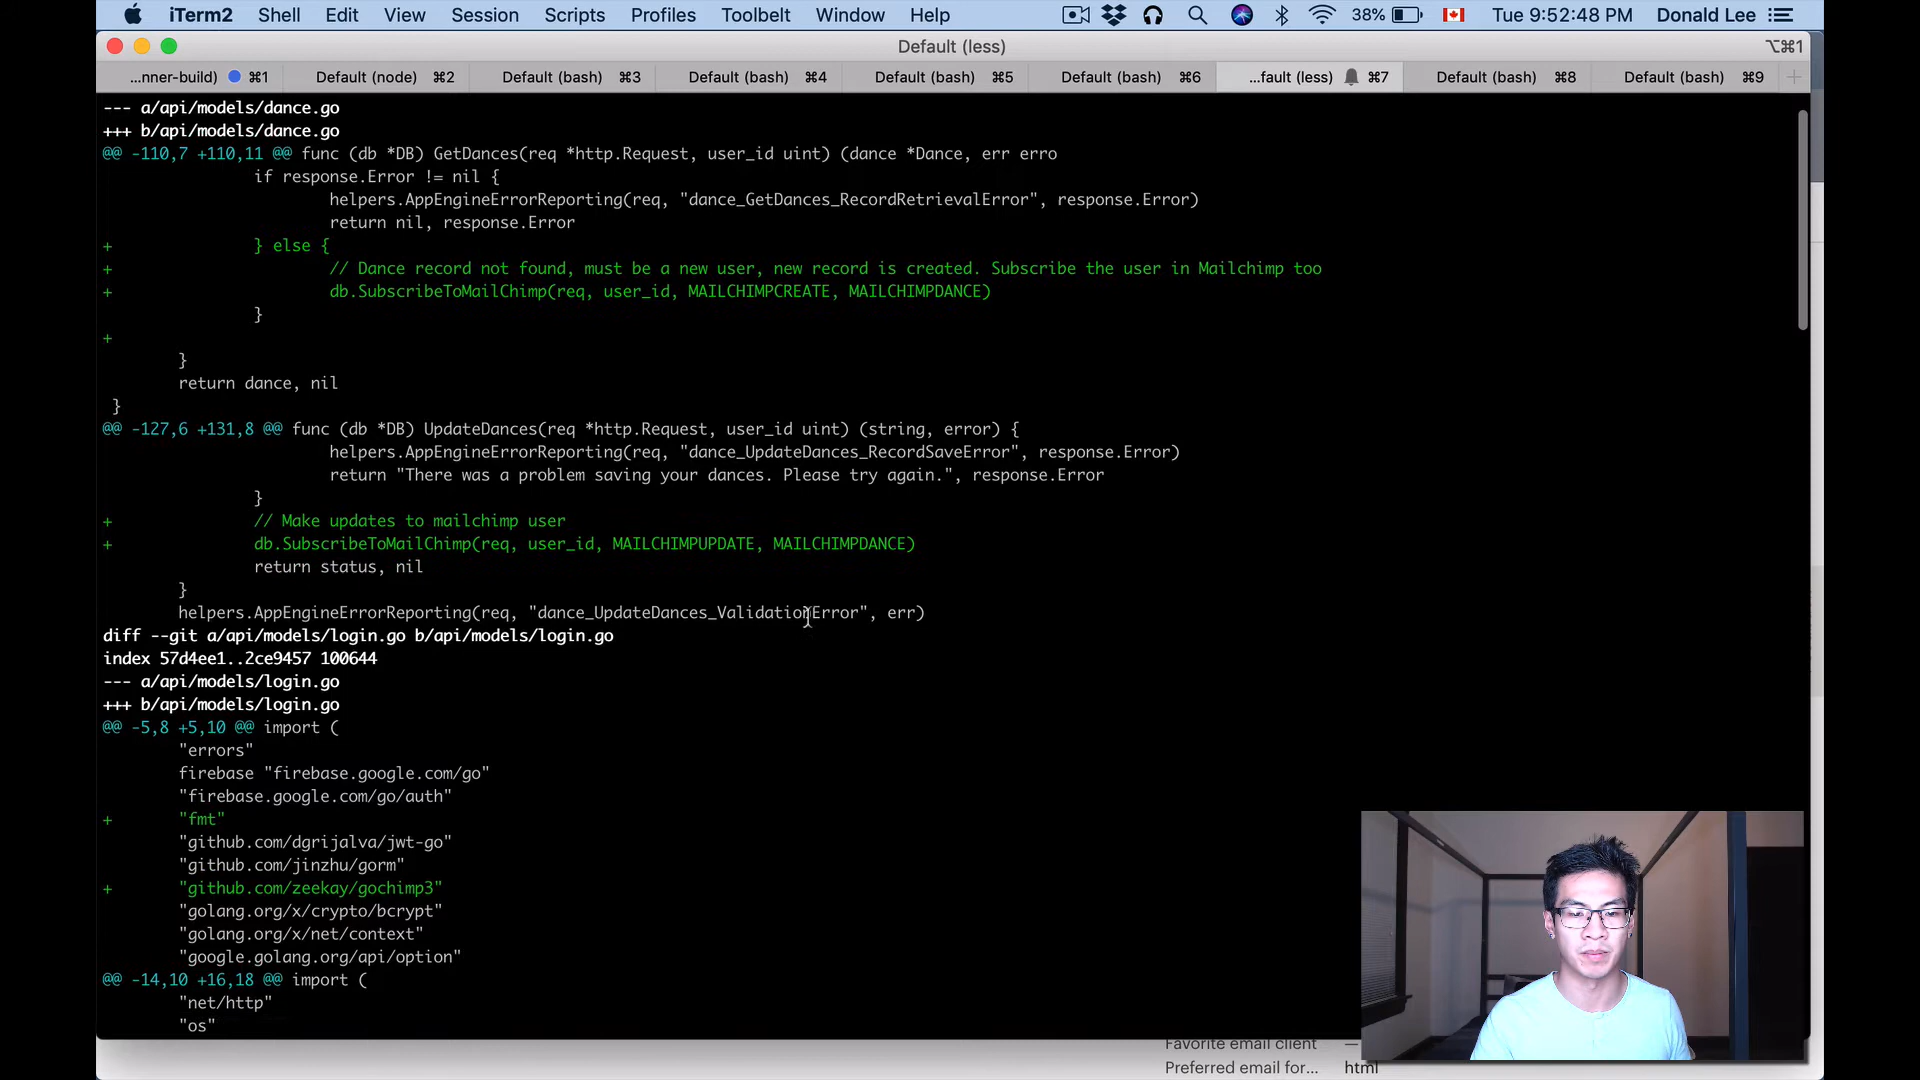 iTerm2 Shell Edit View Session Scripts Profiles Toolbelt Window Help 38% Tue 9:52:48 PM Donald Lee
Default (less) ⌥⌘1
...nner-build) ⌘1 Default (node) ⌘2 Default (bash) ⌘3 Default (bash) ⌘4 Default (bash) ⌘5 Default (bash) ⌘6 ...fault (less) ⌘7 Default (bash) ⌘8 Default (bash) ⌘9 +
--- a/api/models/dance.go
+++ b/api/models/dance.go
@@ -110,7 +110,11 @@ func (db *DB) GetDances(req *http.Request, user_id uint) (dance *Dance, err erro
if response.Error != nil {
helpers.AppEngineErrorReporting(req, "dance_GetDances_RecordRetrievalError", response.Error)
return nil, response.Error
+ } else {
+ // Dance record not found, must be a new user, new record is created. Subscribe the user in Mailchimp too
+ db.SubscribeToMailChimp(req, user_id, MAILCHIMPCREATE, MAILCHIMPDANCE)
}
+
}
return dance, nil
}
@@ -127,6 +131,8 @@ func (db *DB) UpdateDances(req *http.Request, user_id uint) (string, error) {
helpers.AppEngineErrorReporting(req, "dance_UpdateDances_RecordSaveError", response.Error)
return "There was a problem saving your dances. Please try again.", response.Error
}
+ // Make updates to mailchimp user
+ db.SubscribeToMailChimp(req, user_id, MAILCHIMPUPDATE, MAILCHIMPDANCE)
return status, nil
}
helpers.AppEngineErrorReporting(req, "dance_UpdateDances_ValidationError", err)
diff --git a/api/models/login.go b/api/models/login.go
index 57d4ee1..2ce9457 100644
--- a/api/models/login.go
+++ b/api/models/login.go
@@ -5,8 +5,10 @@ import (
"errors"
firebase "firebase.google.com/go"
"firebase.google.com/go/auth"
+ "fmt"
"github.com/dgrijalva/jwt-go"
"github.com/jinzhu/gorm"
+ "github.com/zeekay/gochimp3"
"golang.org/x/crypto/bcrypt"
"golang.org/x/net/context"
"google.golang.org/api/option"
@@ -14,10 +16,18 @@ import (
"net/http"
"os"
Favorite email client —
Preferred email for... html